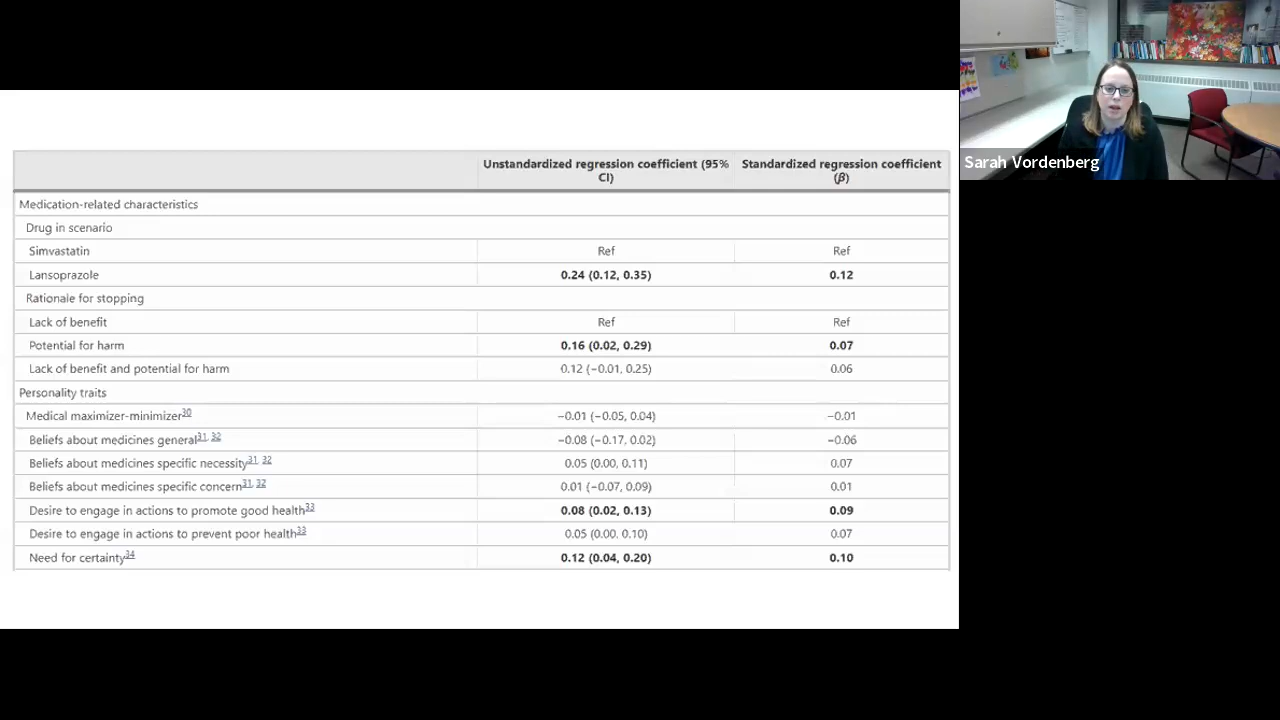 Unstandardized regression coefficient (95% CI) Standardized regression coefficient (β)
Medication-related characteristics
Drug in scenario
Simvastatin Ref Ref
Lansoprazole 0.24 (0.12, 0.35) 0.12
Rationale for stopping
Lack of benefit Ref Ref
Potential for harm 0.16 (0.02, 0.29) 0.07
Lack of benefit and potential for harm 0.12 (−0.01, 0.25) 0.06
Personality traits
Medical maximizer-minimizer30 −0.01 (−0.05, 0.04) −0.01
Beliefs about medicines general31, 32 −0.08 (−0.17, 0.02) −0.06
Beliefs about medicines specific necessity31, 32 0.05 (0.00, 0.11) 0.07
Beliefs about medicines specific concern31, 32 0.01 (−0.07, 0.09) 0.01
Desire to engage in actions to promote good health33 0.08 (0.02, 0.13) 0.09
Desire to engage in actions to prevent poor health33 0.05 (0.00, 0.10) 0.07
Need for certainty34 0.12 (0.04, 0.20) 0.10
Sarah Vordenberg